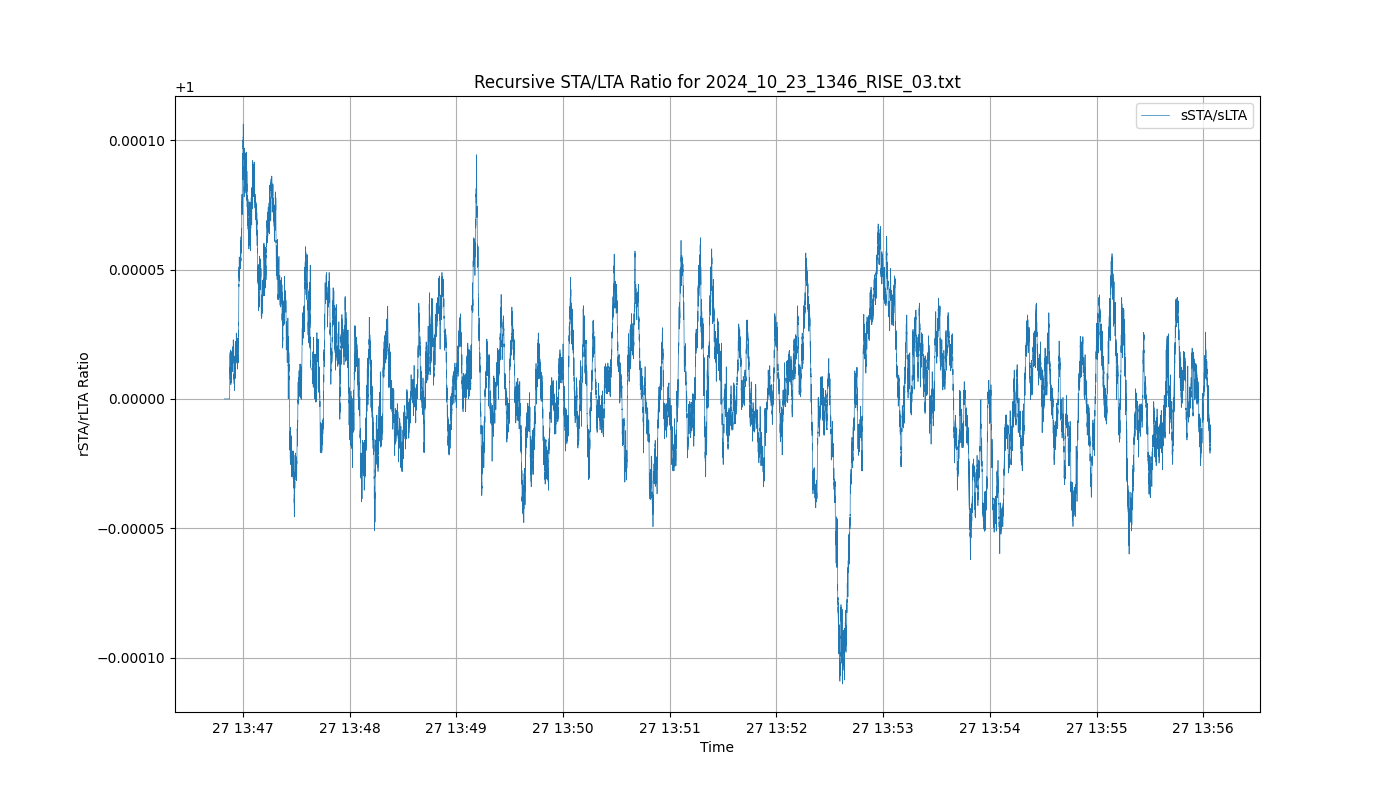 Recursive STA/LTA Ratio for 2024_10_23_1346_RISE_03.txt
+1
sSTA/sLTA
0.00010
0.00005
0.00000
−0.00005
−0.00010
rSTA/rLTA Ratio
27 13:47 27 13:48 27 13:49 27 13:50 27 13:51 27 13:52 27 13:53 27 13:54 27 13:55 27 13:56
Time